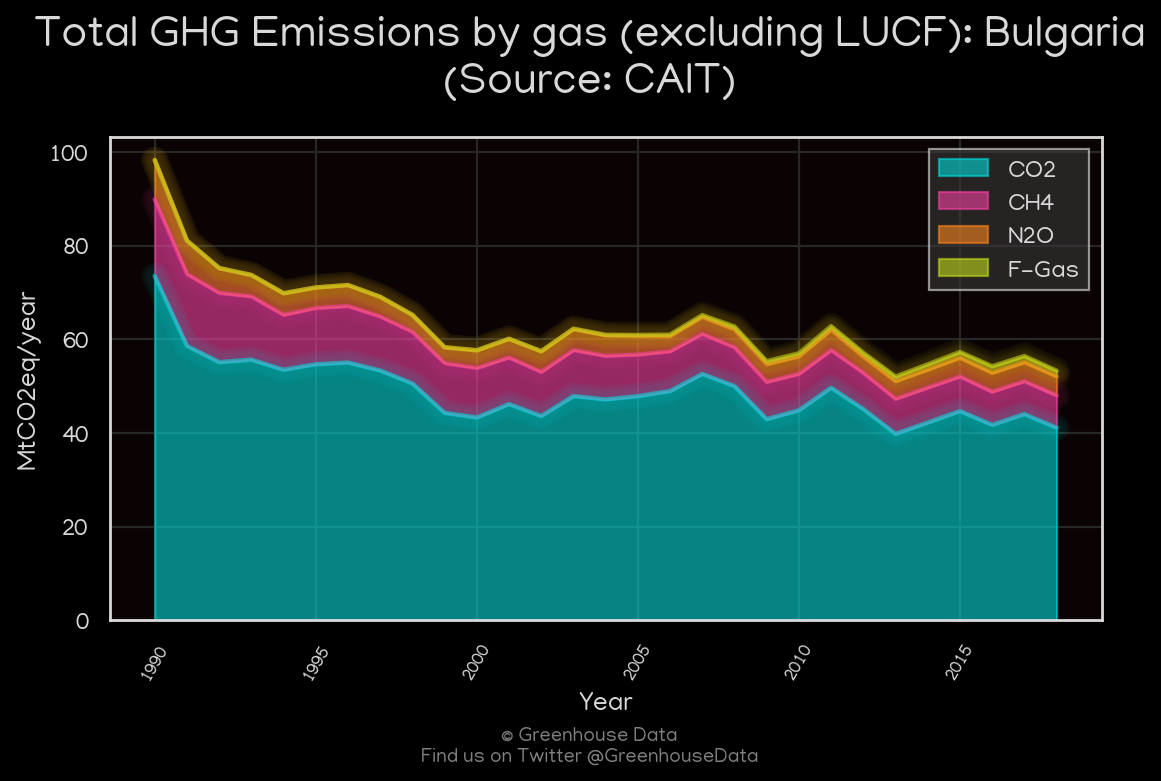 Total GHG Emissions by gas (excluding LUCF): Bulgaria
(Source: CAIT)
100
80
60
40
20
0
MtCO2eq/year
CO2
CH4
N2O
F-Gas
1990
1995
2000
2005
2010
2015
Year
© Greenhouse Data
Find us on Twitter @GreenhouseData